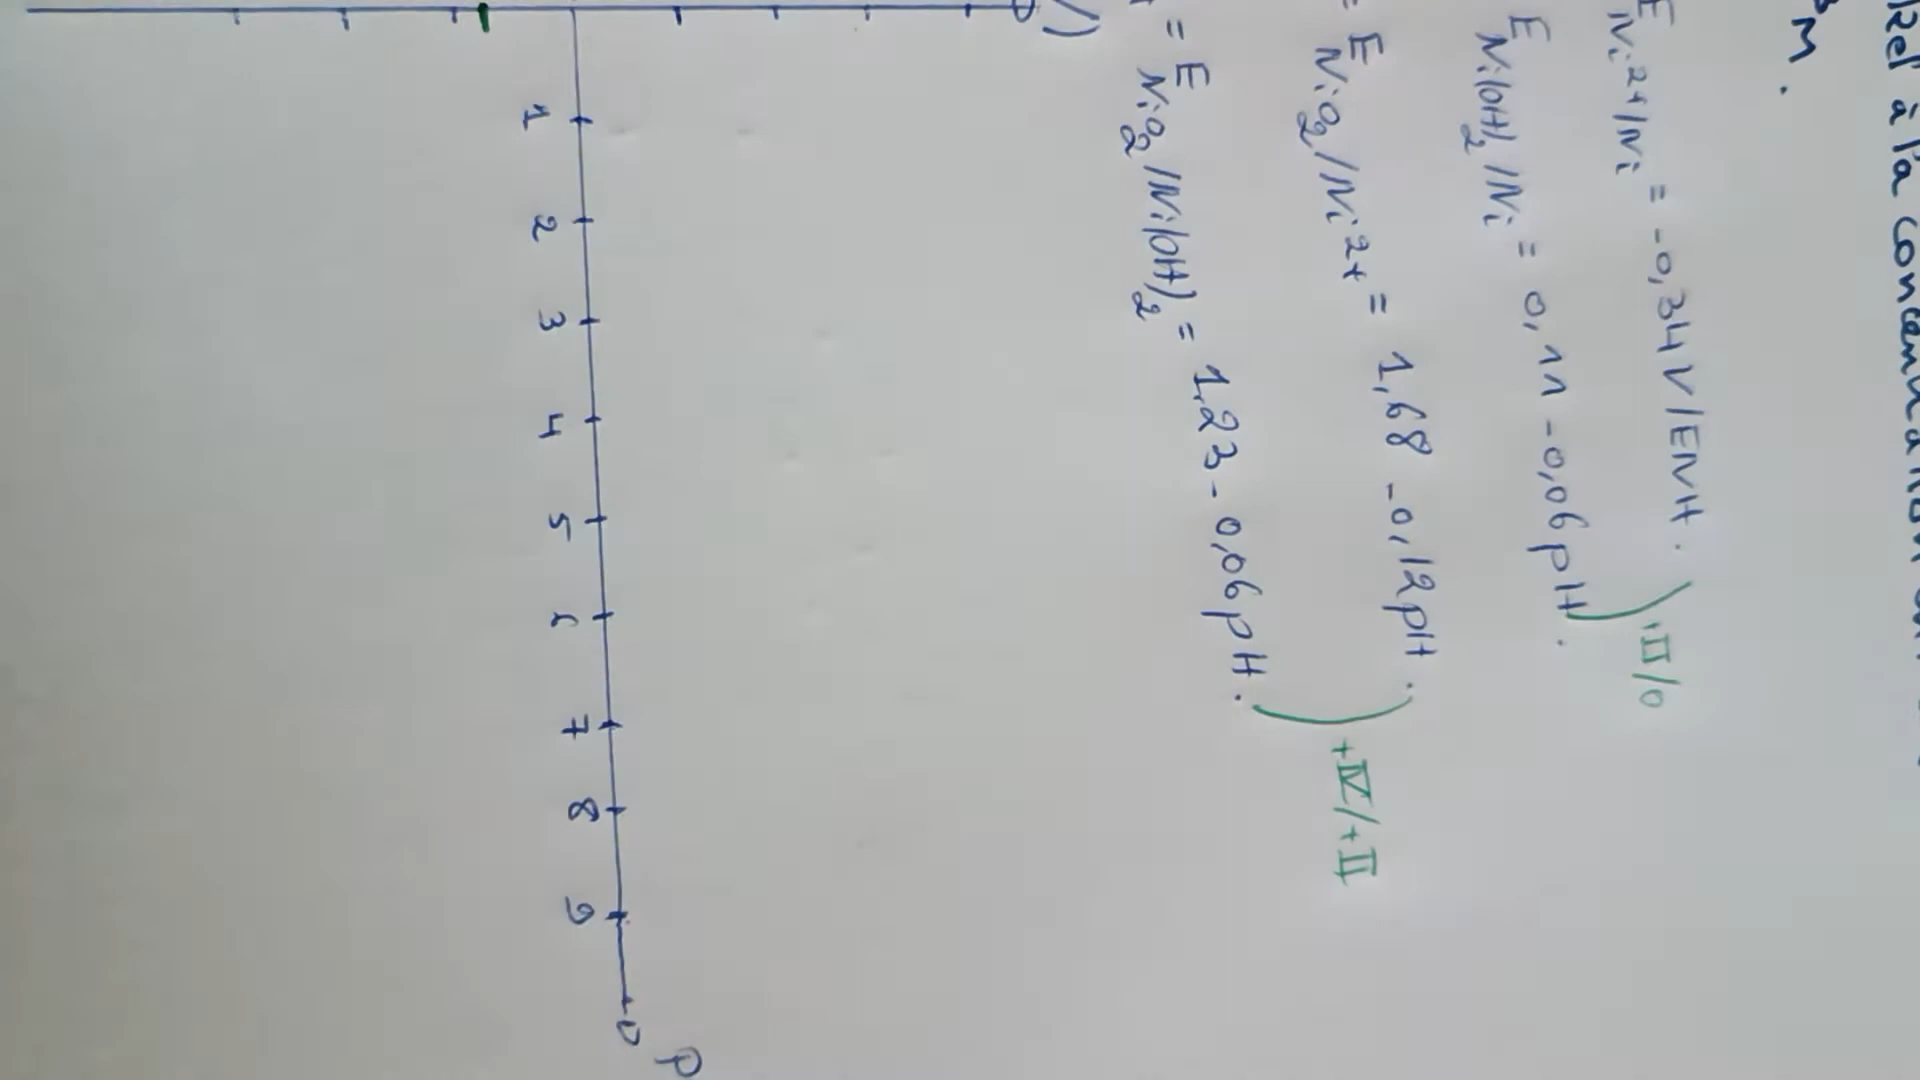 à la
M.
E Ni²⁺/Ni = -0,34 V/ENH.
+II/0
E Ni(OH)₂/Ni = 0,11 - 0,06 pH.
= E NiO₂/Ni²⁺ = 1,68 - 0,12 pH.
+IV/+II
= E NiO₂/Ni(OH)₂ = 1,23 - 0,06 pH.
1 2 3 4 5 6 7 8 9
P